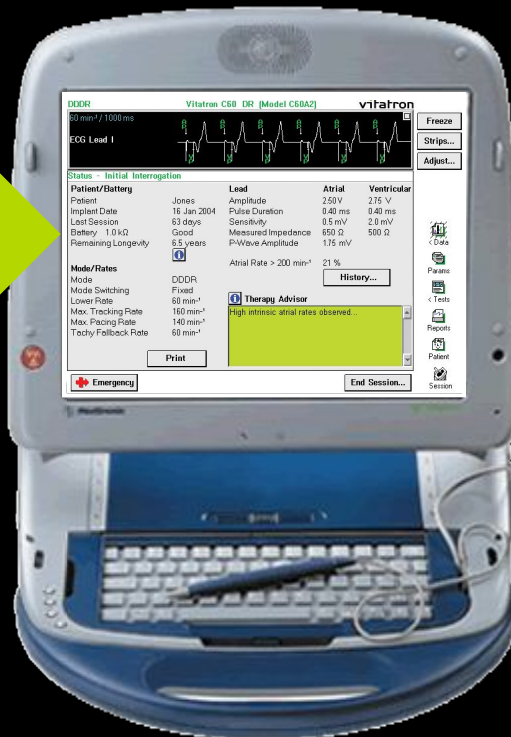 DDDR Vitatron C60 DR (Model C60A2) vitatron
60 min-¹ / 1000 ms
ECG Lead I
Freeze
Strips...
Adjust...
Status - Initial Interrogation
Patient/Battery
Patient Jones
Implant Date 16 Jan 2004
Last Session 63 days
Battery 1.0 kΩ Good
Remaining Longevity 6.5 years
Mode/Rates
Mode DDDR
Mode Switching Fixed
Lower Rate 60 min-¹
Max. Tracking Rate 160 min-¹
Max. Pacing Rate 140 min-¹
Tachy Fallback Rate 60 min-¹
Print
Lead Atrial Ventricular
Amplitude 2.50 V 2.75 V
Pulse Duration 0.40 ms 0.40 ms
Sensitivity 0.5 mV 2.0 mV
Measured Impedance 650 Ω 500 Ω
P-Wave Amplitude 1.75 mV
Atrial Rate > 200 min-¹ 21 %
History...
Therapy Advisor
High intrinsic atrial rates observed...
< Data
Params
< Tests
Reports
Patient
Session
Emergency
End Session...
Medtronic